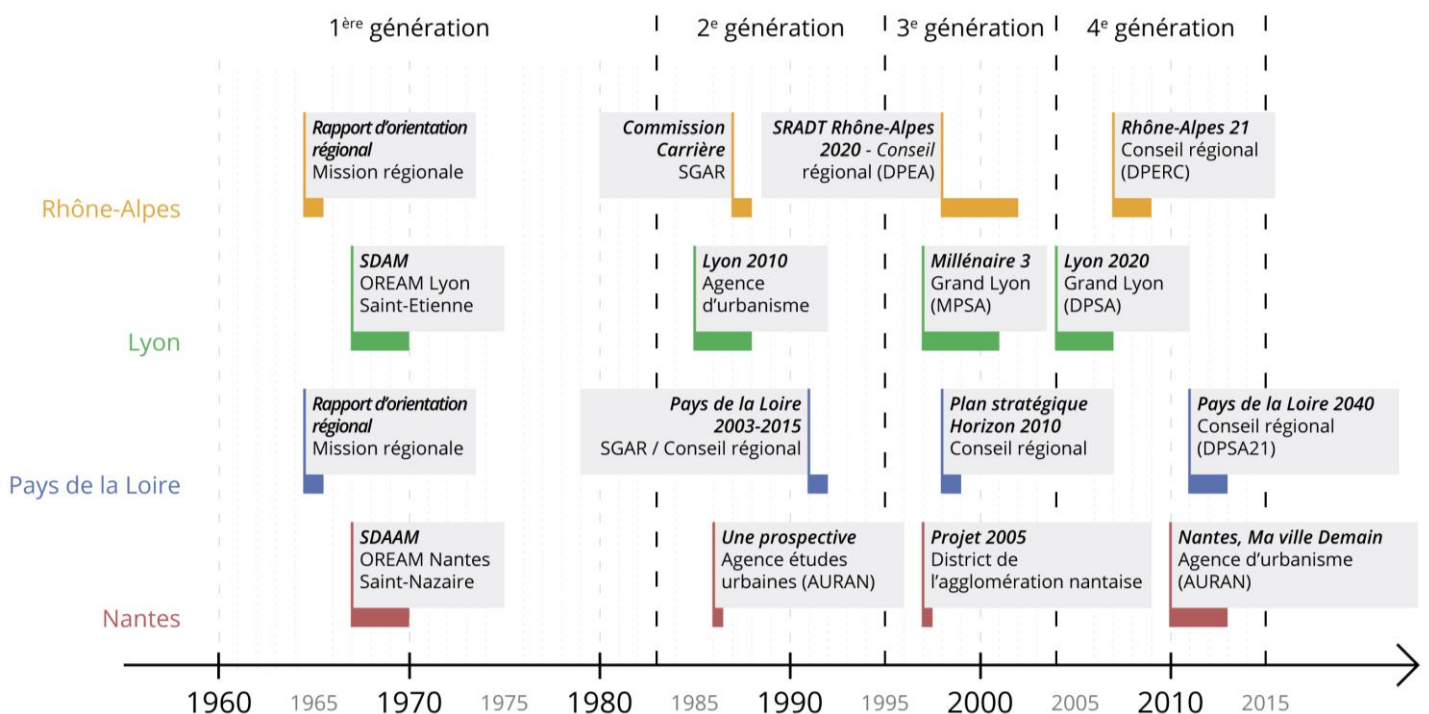 1ère génération
2e génération
3e génération
4e génération
Rhône-Alpes
Rapport d’orientation
régional
Mission régionale
Commission
Carrière
SGAR
SRADT Rhône-Alpes
2020 - Conseil
régional (DPEA)
Rhône-Alpes 21
Conseil régional
(DPERC)
Lyon
SDAM
OREAM Lyon
Saint-Etienne
Lyon 2010
Agence
d’urbanisme
Millénaire 3
Grand Lyon
(MPSA)
Lyon 2020
Grand Lyon
(DPSA)
Pays de la Loire
Rapport d’orientation
régional
Mission régionale
Pays de la Loire
2003-2015
SGAR / Conseil régional
Plan stratégique
Horizon 2010
Conseil régional
Pays de la Loire 2040
Conseil régional
(DPSA21)
Nantes
SDAAM
OREAM Nantes
Saint-Nazaire
Une prospective
Agence études
urbaines (AURAN)
Projet 2005
District de
l’agglomération nantaise
Nantes, Ma ville Demain
Agence d’urbanisme
(AURAN)
1960 1965 1970 1975 1980 1985 1990 1995 2000 2005 2010 2015